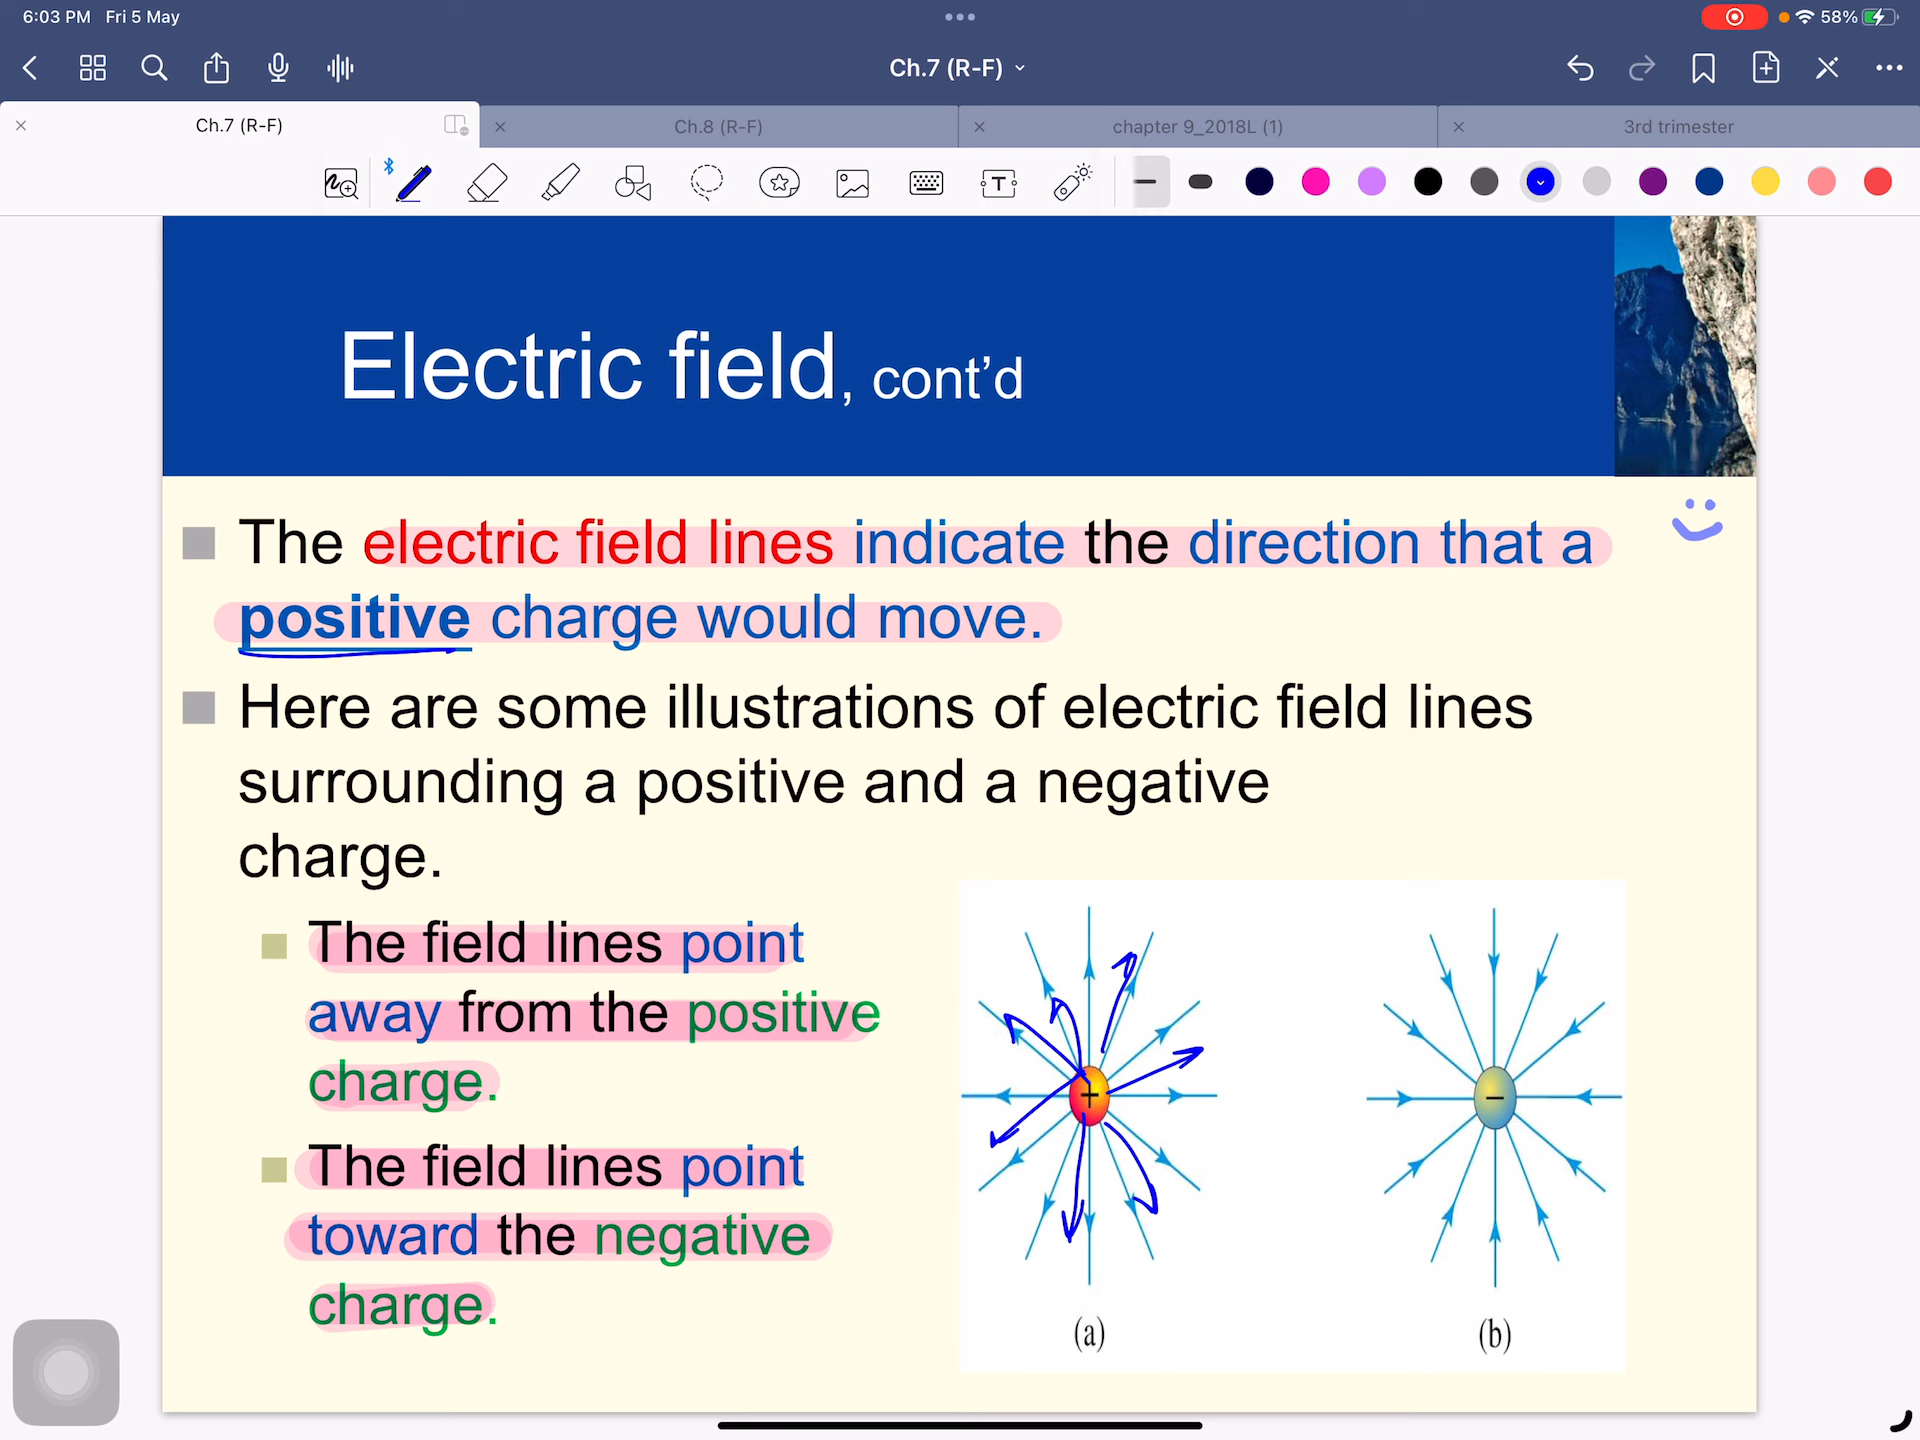 6:03 PM Fri 5 May
58%
Ch.7 (R-F)
Ch.7 (R-F)
Ch.8 (R-F)
chapter 9_2018L (1)
3rd trimester
T
Electric field, cont’d
The electric field lines indicate the direction that a
positive charge would move.
Here are some illustrations of electric field lines
surrounding a positive and a negative
charge.
The field lines point
away from the positive
charge.
The field lines point
toward the negative
charge.
+
−
(a)
(b)